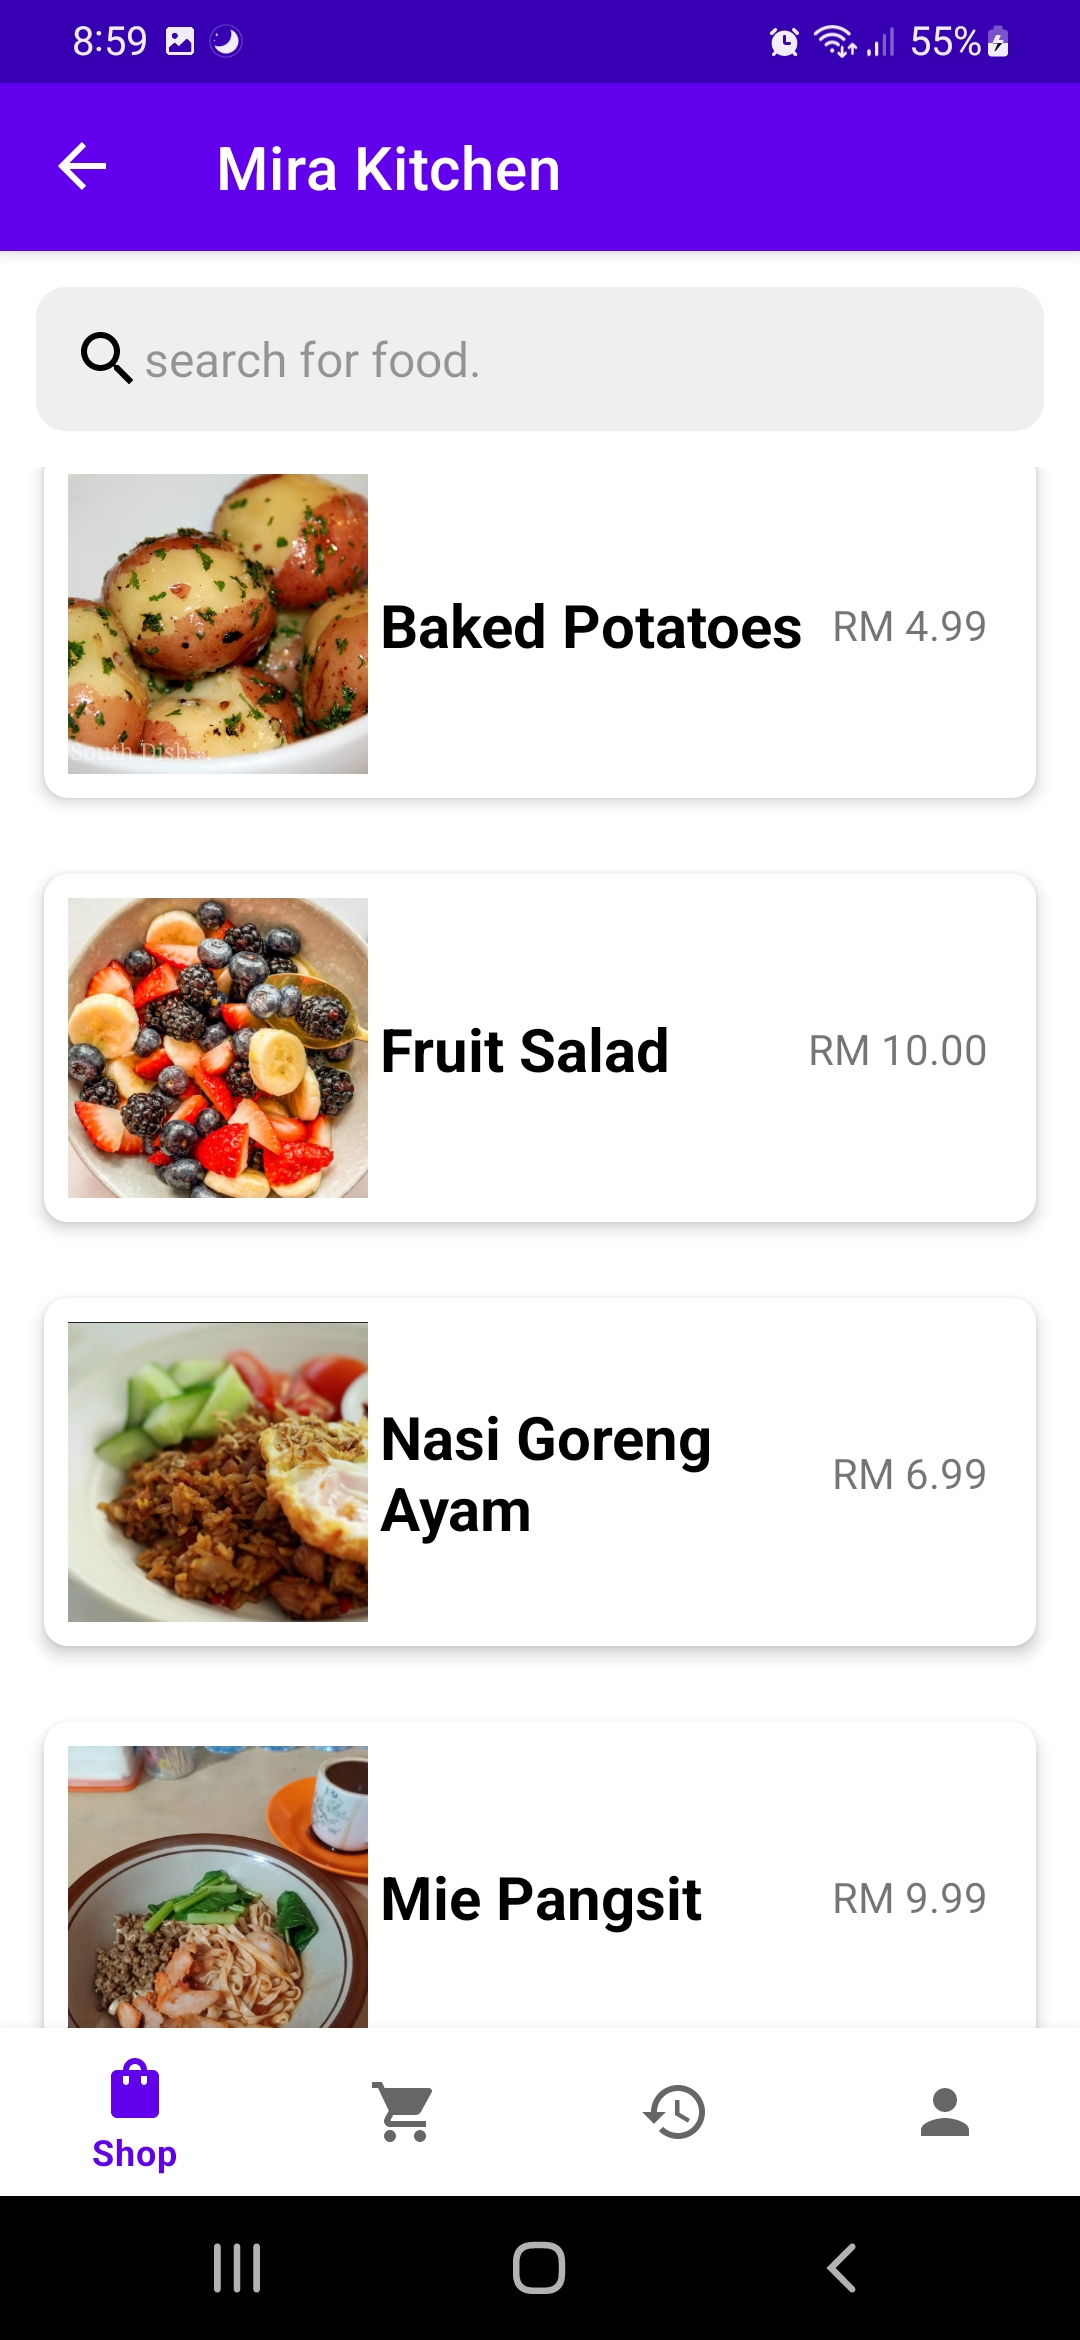 8:59
55%
Mira Kitchen
search for food.
South Dish
Baked Potatoes
RM 4.99
Fruit Salad
RM 10.00
Nasi Goreng
Ayam
RM 6.99
Mie Pangsit
RM 9.99
Shop